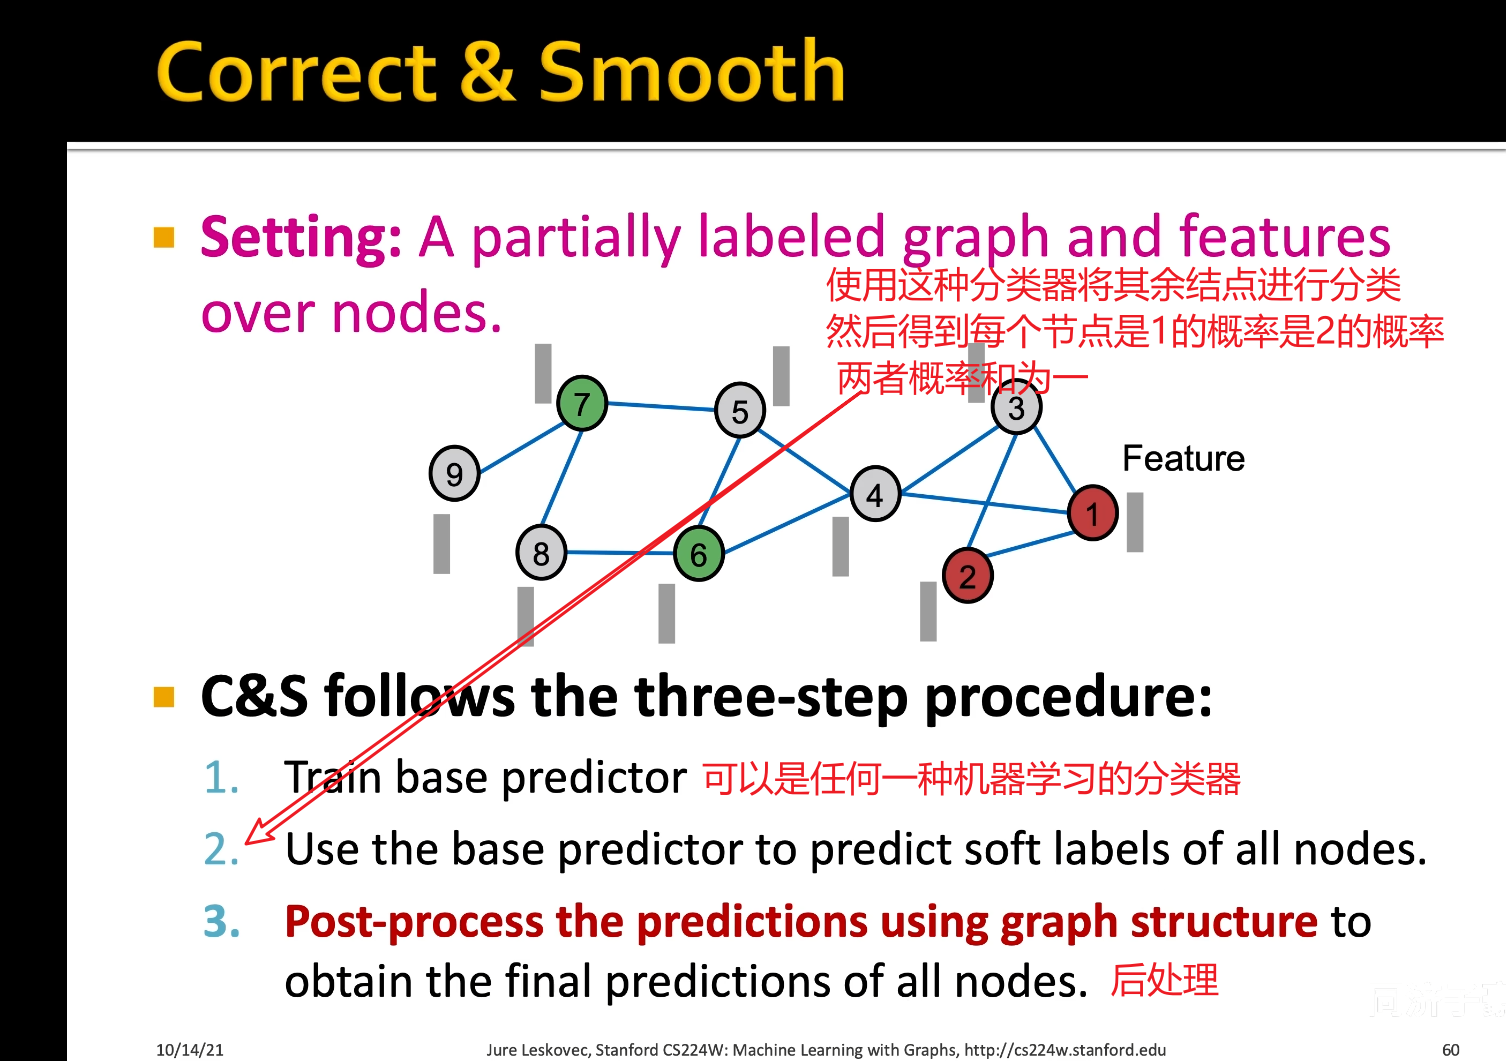 Correct & Smooth
Setting: A partially labeled graph and features
over nodes.
使用这种分类器将其余结点进行分类
然后得到每个节点是1的概率是2的概率
两者概率和为一
7
5
3
9
4
Feature
1
8
6
2
C&S follows the three-step procedure:
1. Train base predictor 可以是任何一种机器学习的分类器
2. Use the base predictor to predict soft labels of all nodes.
3. Post-process the predictions using graph structure to
obtain the final predictions of all nodes. 后处理
10/14/21 Jure Leskovec, Stanford CS224W: Machine Learning with Graphs, http://cs224w.stanford.edu 60